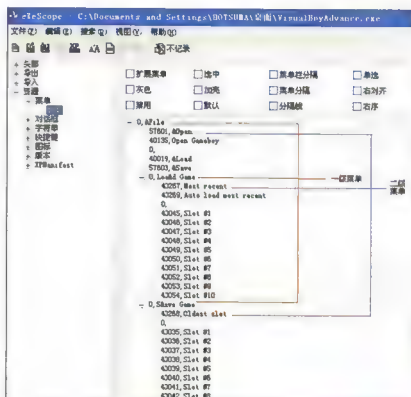 eXeScope - C:\Documents and Settings\BOTSUMA\桌面\VisualBoyAdvance.exe
文件(F) 编辑(E) 搜索(S) 视图(V) 帮助(H)
不记录
头部
导出
导入
资源
菜单
对话框
字符串
快捷键
图标
版本
XPManifest
扩展菜单 选中 菜单栏分隔 单选
灰色 加亮 菜单分隔 右对齐
禁用 默认 分隔线 右序
0,&File
57601,&Open
40135,Open Gameboy
0,
40019,&Load
57603,&Save
0,Loa&d Game
43267,Most recent
43269,Auto load most recent
0,
43045,Slot #1
43046,Slot #2
43047,Slot #3
43048,Slot #4
43049,Slot #5
43050,Slot #6
43051,Slot #7
43052,Slot #8
43053,Slot #9
43054,Slot #10
0,S&ave Game
43268,Oldest slot
0,
43035,Slot #1
43036,Slot #2
43037,Slot #3
43038,Slot #4
43039,Slot #5
43040,Slot #6
43041,Slot #7
43042,Slot #8
一级菜单
二级菜单